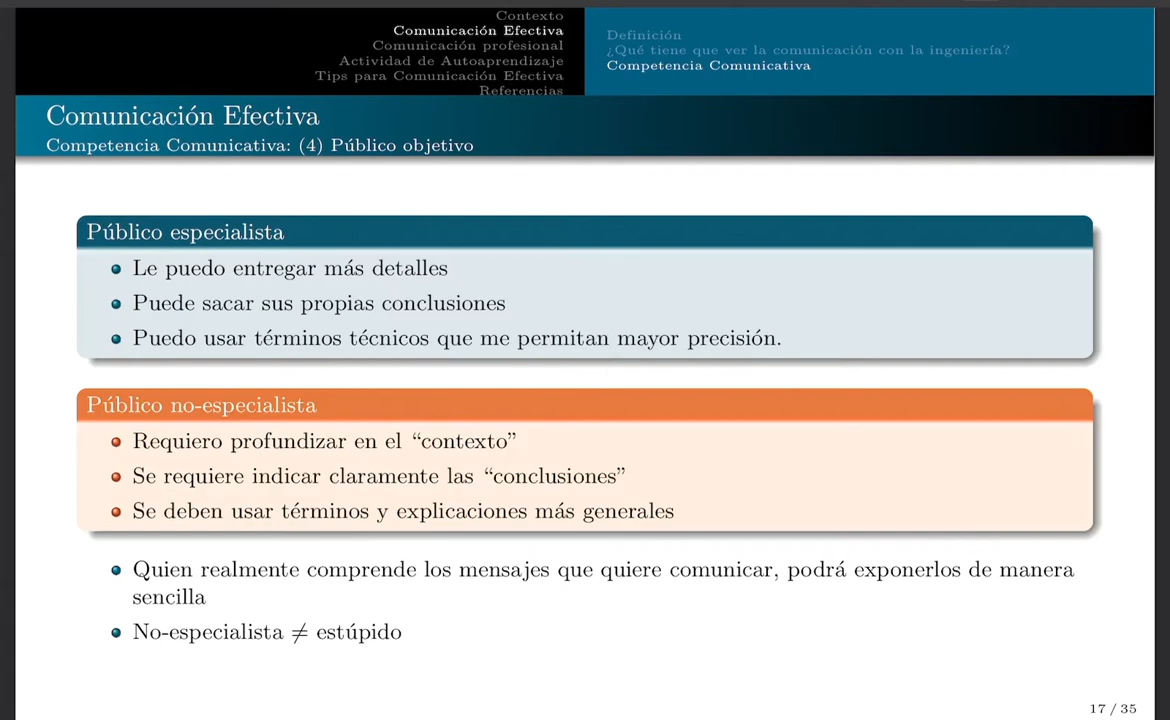 Contexto
Comunicación Efectiva
Comunicación profesional
Actividad de Autoaprendizaje
Tips para Comunicación Efectiva
Referencias
Definición
¿Qué tiene que ver la comunicación con la ingeniería?
Competencia Comunicativa
Comunicación Efectiva
Competencia Comunicativa: (4) Público objetivo
Público especialista
Le puedo entregar más detalles
Puede sacar sus propias conclusiones
Puedo usar términos técnicos que me permitan mayor precisión.
Público no-especialista
Requiero profundizar en el “contexto”
Se requiere indicar claramente las “conclusiones”
Se deben usar términos y explicaciones más generales
Quien realmente comprende los mensajes que quiere comunicar, podrá exponerlos de manera
sencilla
No-especialista ≠ estúpido
17 / 35